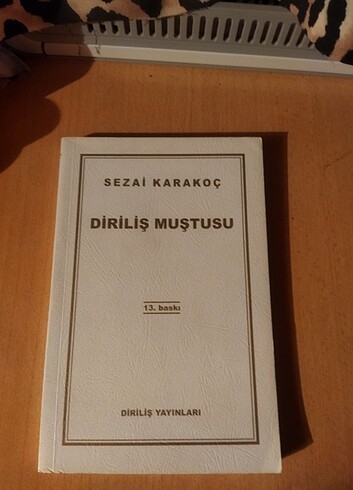 SEZAİ KARAKOÇ
DİRİLİŞ MUŞTUSU
13. baskı
DİRİLİŞ YAYINLARI